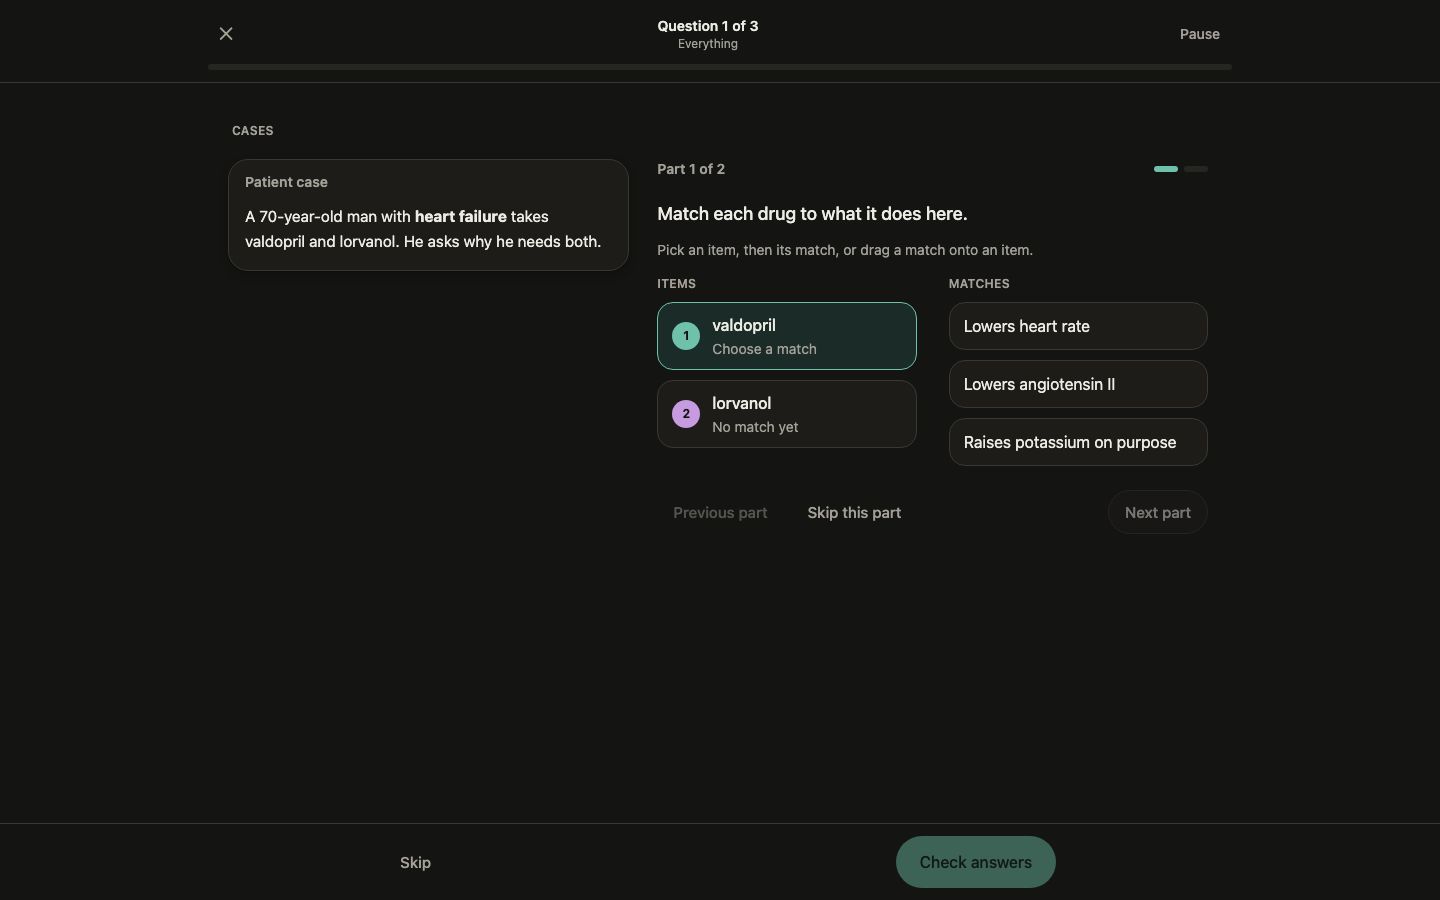 Question 1 of 3
Everything
Pause
CASES
Patient case
A 70-year-old man with heart failure takes
valdopril and lorvanol. He asks why he needs both.
Part 1 of 2
Match each drug to what it does here.
Pick an item, then its match, or drag a match onto an item.
ITEMS
1
valdopril
Choose a match
2
lorvanol
No match yet
MATCHES
Lowers heart rate
Lowers angiotensin II
Raises potassium on purpose
Previous part
Skip this part
Next part
Skip
Check answers